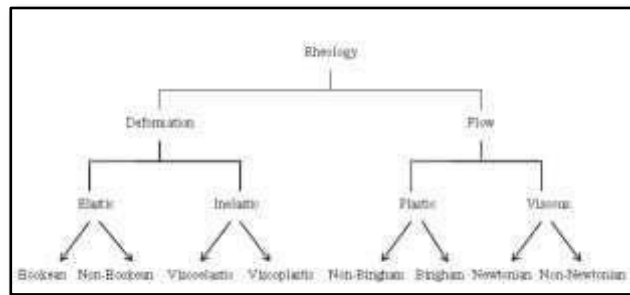 Rheology
Deformation Flow
Elastic Inelastic Plastic Viscous
Hookean Non-Hookean Viscoelastic Viscoplastic Non-Bingham Bingham Newtonian Non-Newtonian